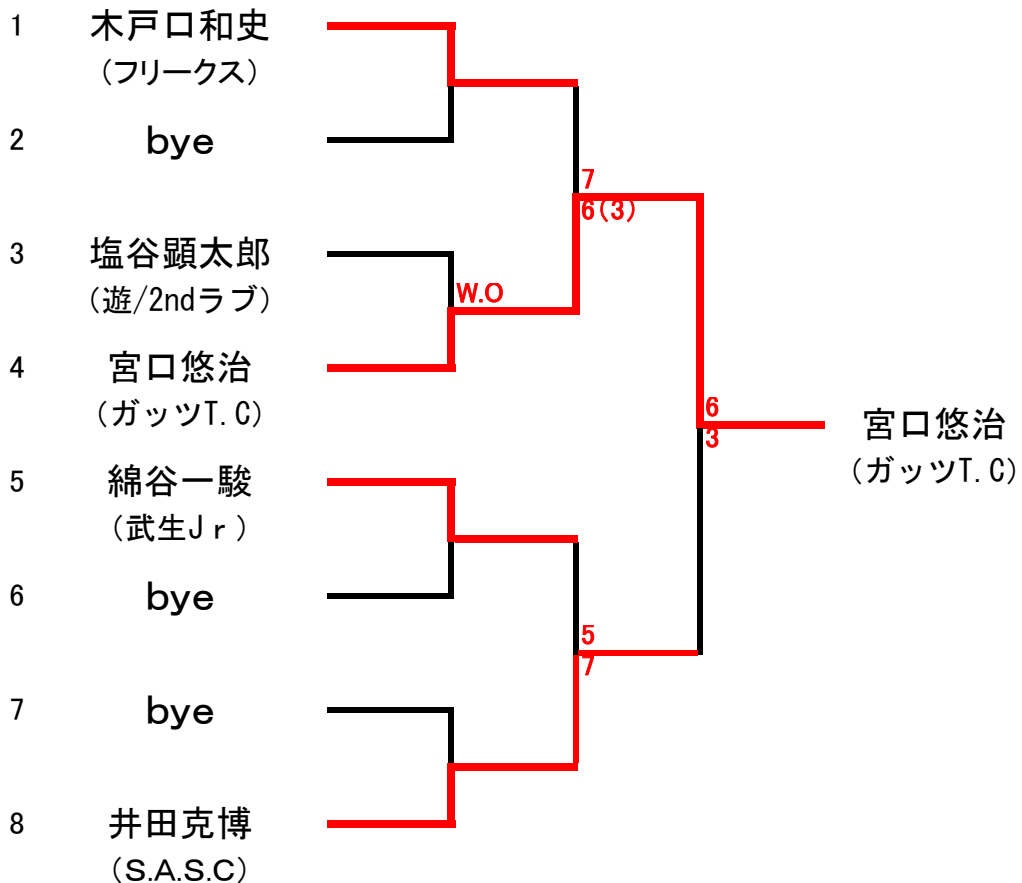 1 木戸口和史
(フリークス)
2 bye
3 塩谷顕太郎
(遊/2ndラブ)
4 宮口悠治
(ガッツT.C)
5 綿谷一駿
(武生Jr)
6 bye
7 bye
8 井田克博
(S.A.S.C)
W.O
7
6(3)
5
7
6
3
宮口悠治
(ガッツT.C)